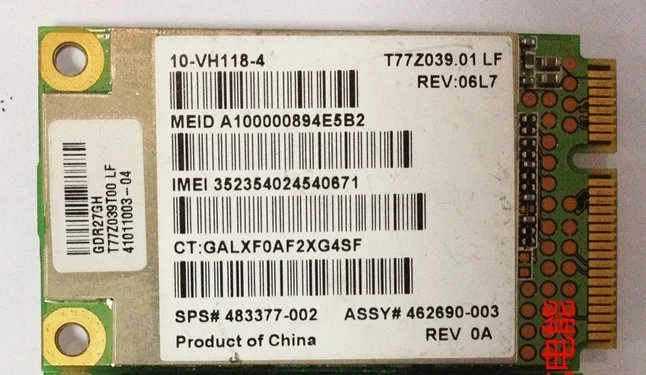 10-VH118-4
T77Z039.01 LF
REV:06L7
MEID A100000894E5B2
IMEI 352354024540671
CT:GALXF0AF2XG4SF
SPS# 483377-002
ASSY# 462690-003
Product of China
REV 0A
GDR27GH
T77Z039T00 LF
41011003-04